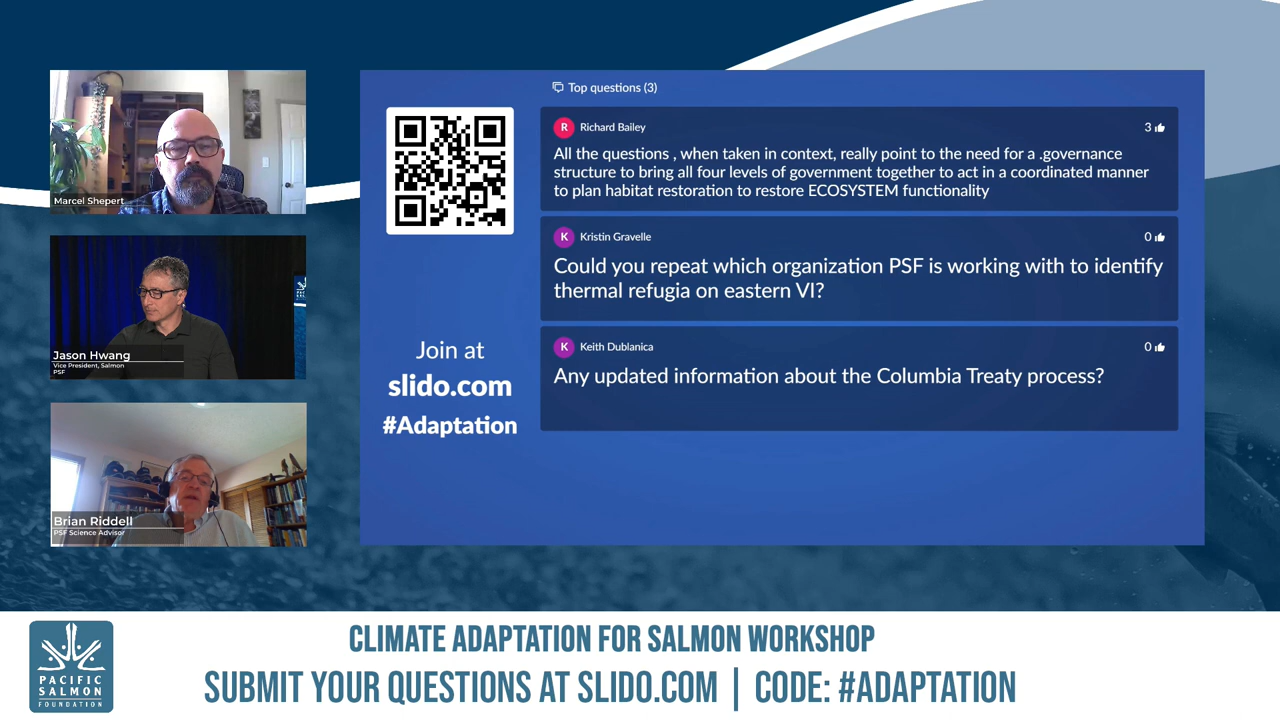 Marcel Shepert
Jason Hwang
Vice President, Salmon
PSF
Brian Riddell
PSF Science Advisor
Join at
slido.com
#Adaptation
Top questions (3)
R Richard Bailey 3
All the questions , when taken in context, really point to the need for a .governance
structure to bring all four levels of government together to act in a coordinated manner
to plan habitat restoration to restore ECOSYSTEM functionality
K Kristin Gravelle 0
Could you repeat which organization PSF is working with to identify
thermal refugia on eastern VI?
K Keith Dublanica 0
Any updated information about the Columbia Treaty process?
PACIFIC
SALMON
FOUNDATION
CLIMATE ADAPTATION FOR SALMON WORKSHOP
SUBMIT YOUR QUESTIONS AT SLIDO.COM | CODE: #ADAPTATION